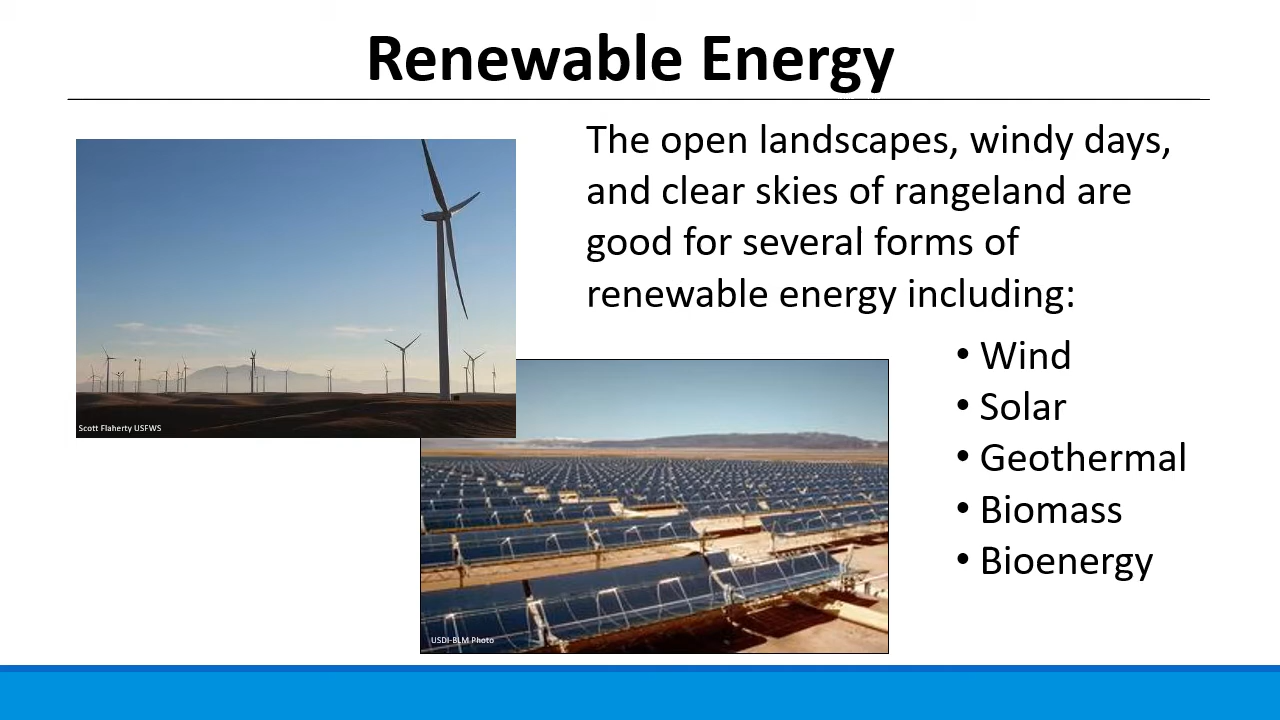 Renewable Energy
The open landscapes, windy days,
and clear skies of rangeland are
good for several forms of
renewable energy including:
• Wind
• Solar
• Geothermal
• Biomass
• Bioenergy
Scott Flaherty USFWS
USDI-BLM Photo